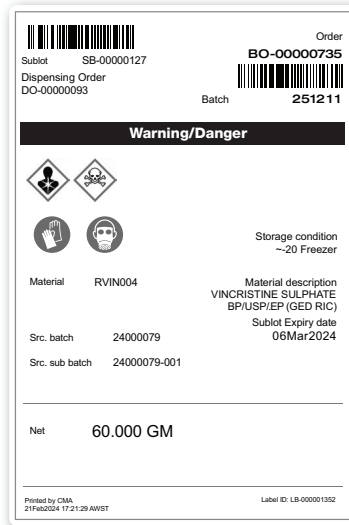 Order
Sublot SB-00000127 BO-00000735
Dispensing Order
DO-00000093
Batch 251211
Warning/Danger
Storage condition
~-20 Freezer
Material RVIN004 Material description
VINCRISTINE SULPHATE
BP/USP/.EP (GED RIC)
Sublot Expiry date
Src. batch 24000079 06Mar2024
Src. sub batch 24000079-001
Net 60.000 GM
Printed by CMA Label ID: LB-000001352
21Feb2024 17:21:29 AWST